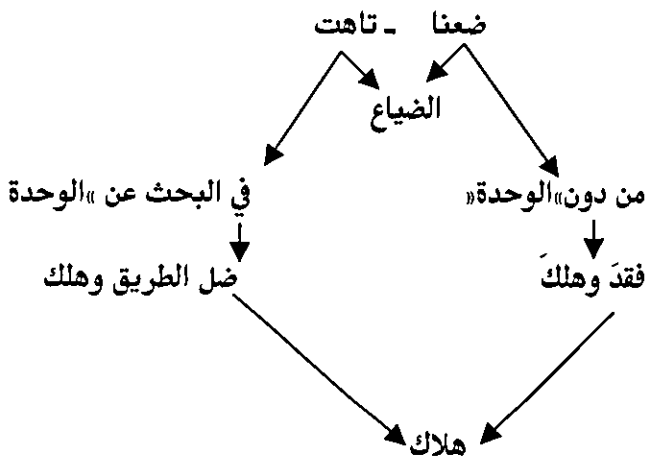 ضعنا - تاهت
الضياع
من دون »الوحدة« في البحث عن »الوحدة
فقدَ وهلكَ ضل الطريق وهلك
هلاك